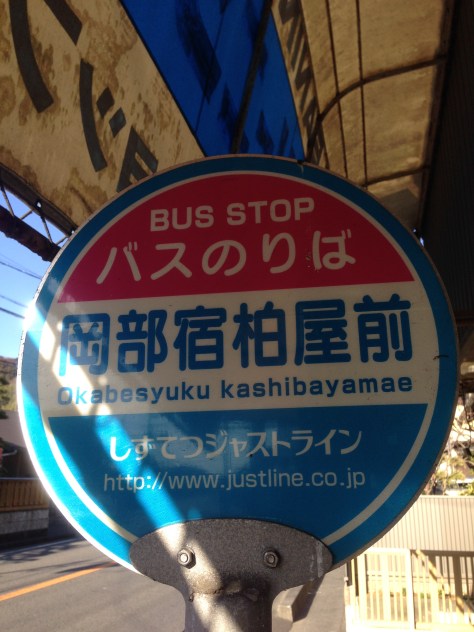 BUS STOP
バスのりば
岡部宿柏屋前
Okabesyuku kashibayamae
しずてつジャストライン
http://www.justline.co.jp